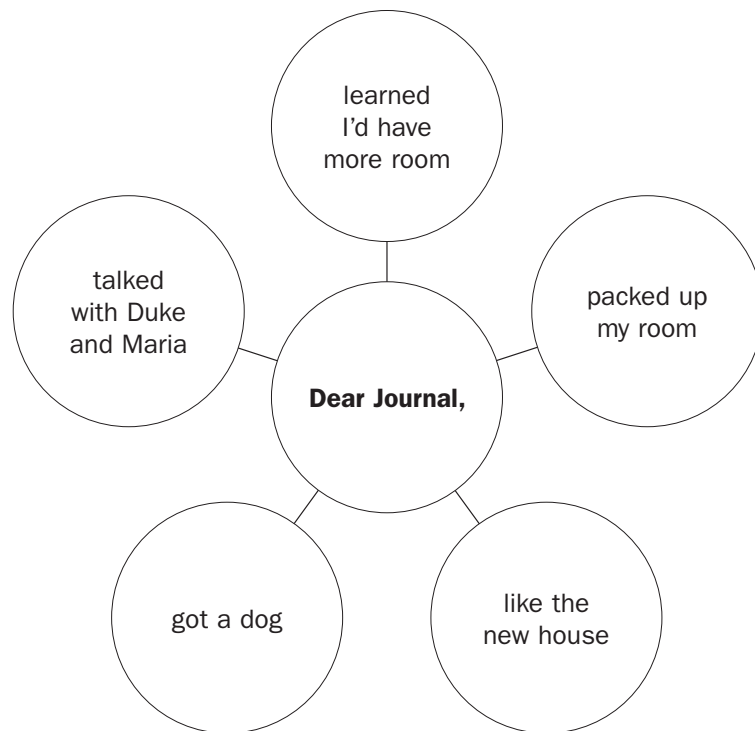 learned
I’d have
more room
talked
with Duke
and Maria
packed up
my room
Dear Journal,
got a dog
like the
new house